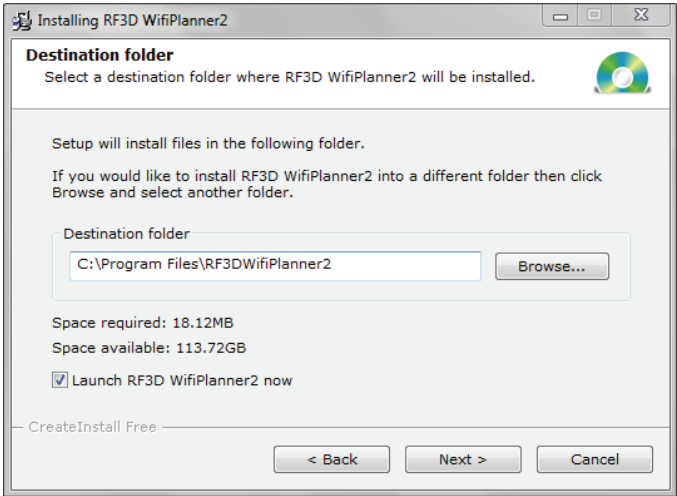 Installing RF3D WifiPlanner2
Destination folder
Select a destination folder where RF3D WifiPlanner2 will be installed.
Setup will install files in the following folder.
If you would like to install RF3D WifiPlanner2 into a different folder then click
Browse and select another folder.
Destination folder
C:\Program Files\RF3DWifiPlanner2
Browse...
Space required: 18.12MB
Space available: 113.72GB
Launch RF3D WifiPlanner2 now
CreateInstall Free
< Back
Next >
Cancel